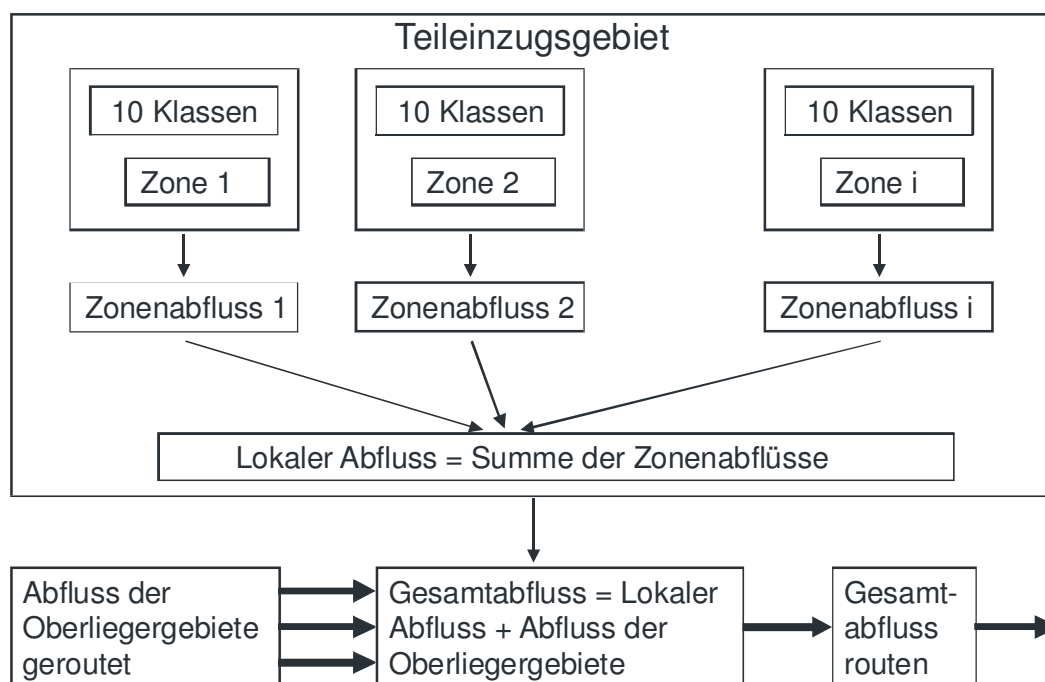 Teileinzugsgebiet
10 Klassen
Zone 1
10 Klassen
Zone 2
10 Klassen
Zone i
Zonenabfluss 1
Zonenabfluss 2
Zonenabfluss i
Lokaler Abfluss = Summe der Zonenabflüsse
Abfluss der
Oberliegergebiete
geroutet
Gesamtabfluss = Lokaler
Abfluss + Abfluss der
Oberliegergebiete
Gesamt-
abfluss
routen